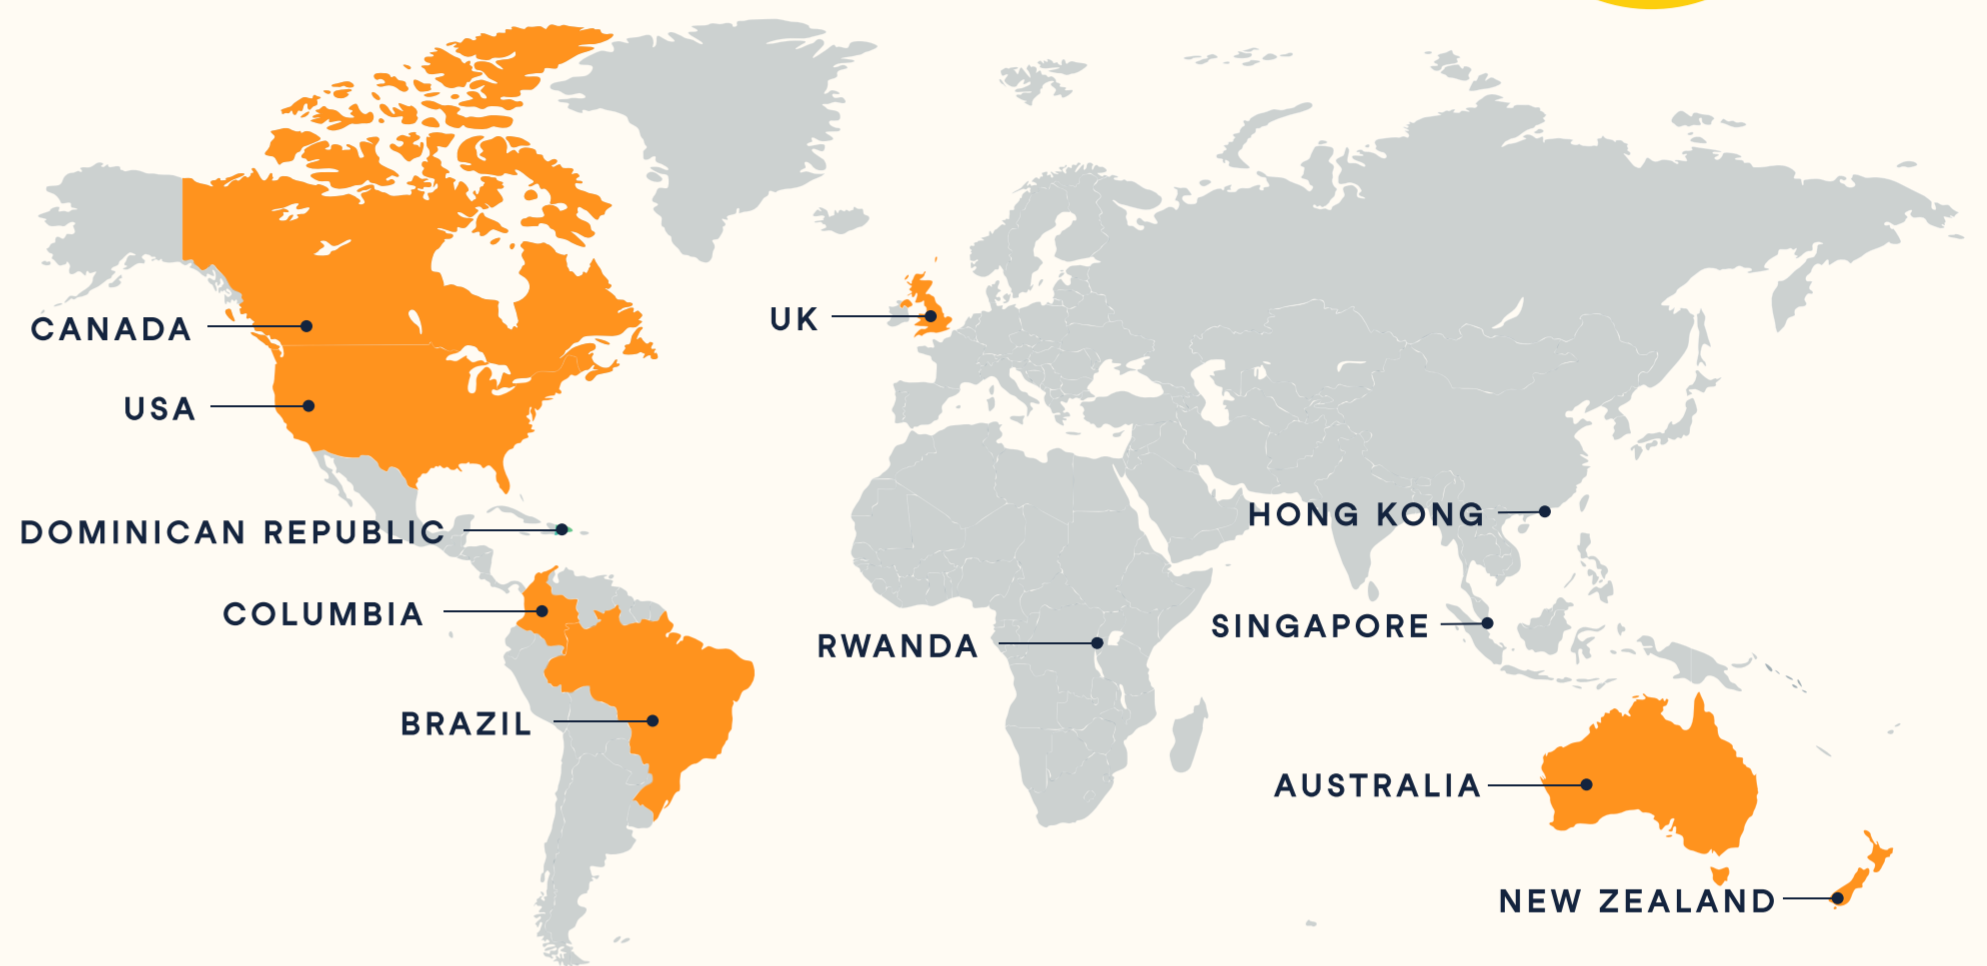 CANADA
USA
DOMINICAN REPUBLIC
COLUMBIA
BRAZIL
UK
RWANDA
HONG KONG
SINGAPORE
AUSTRALIA
NEW ZEALAND